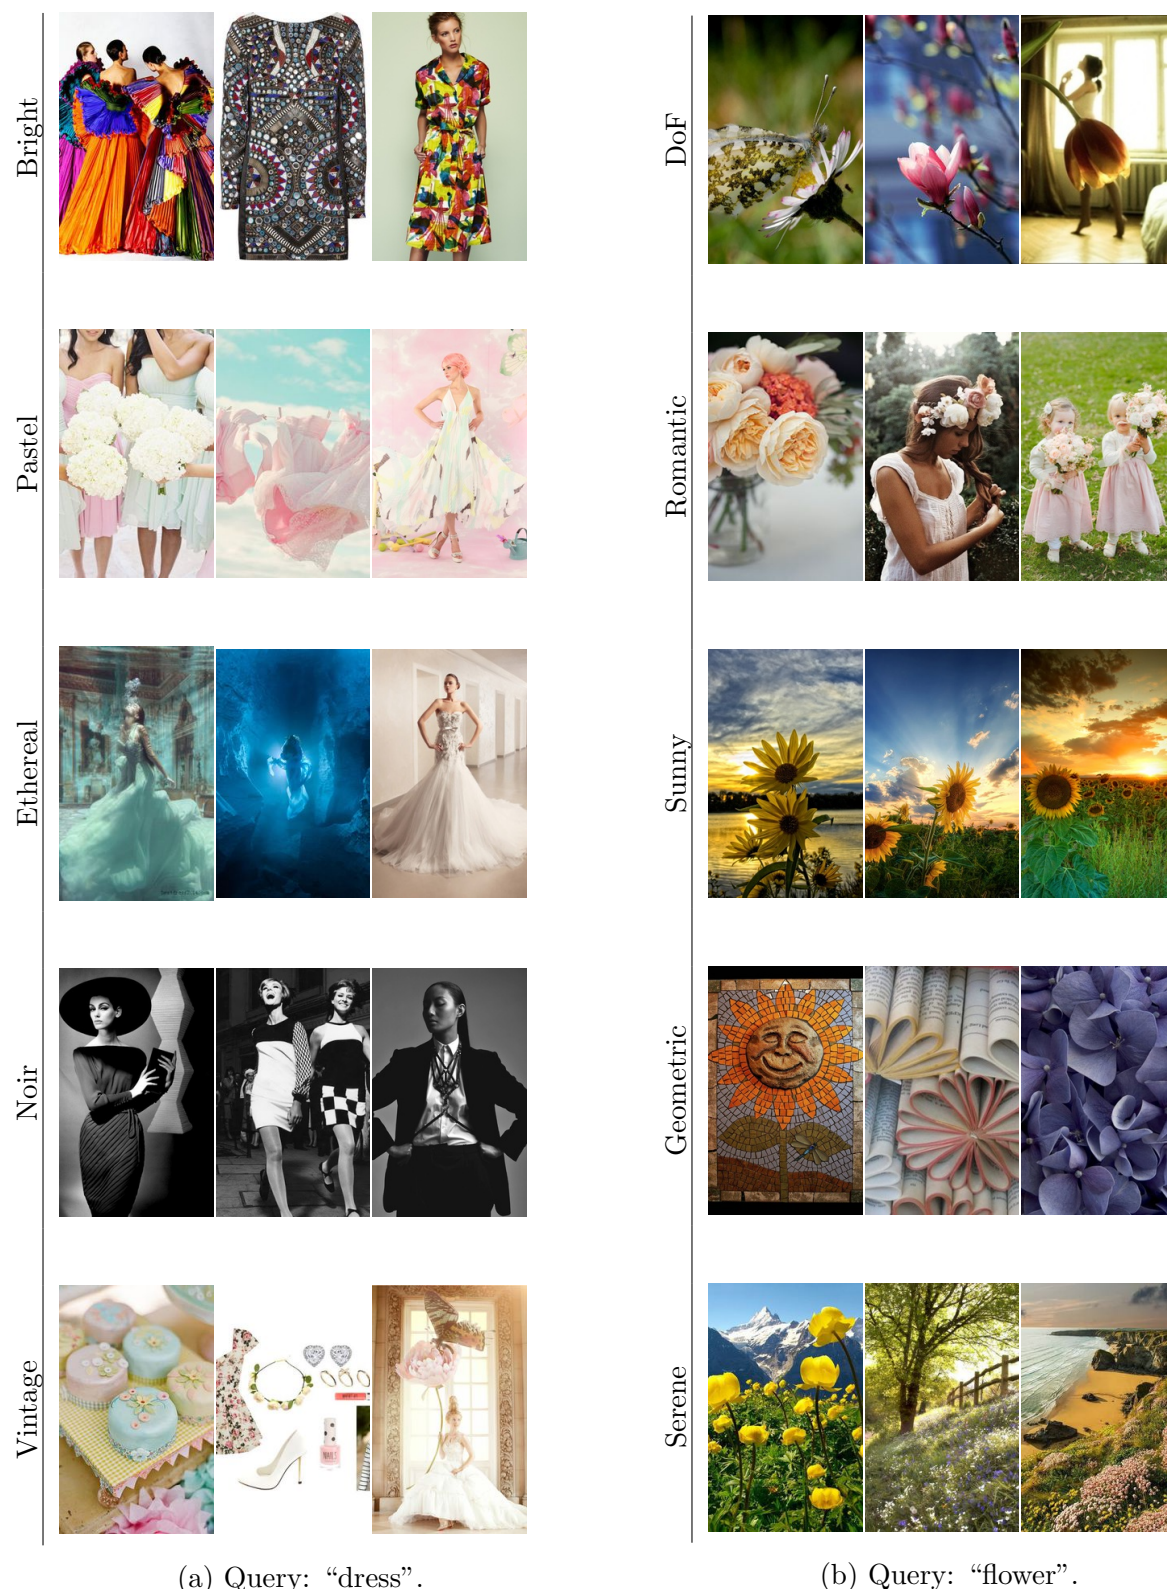 Bright
Pastel
Ethereal
Noir
Vintage
(a) Query: “dress”.
DoF
Romantic
Sunny
Geometric
Serene
(b) Query: “flower”.